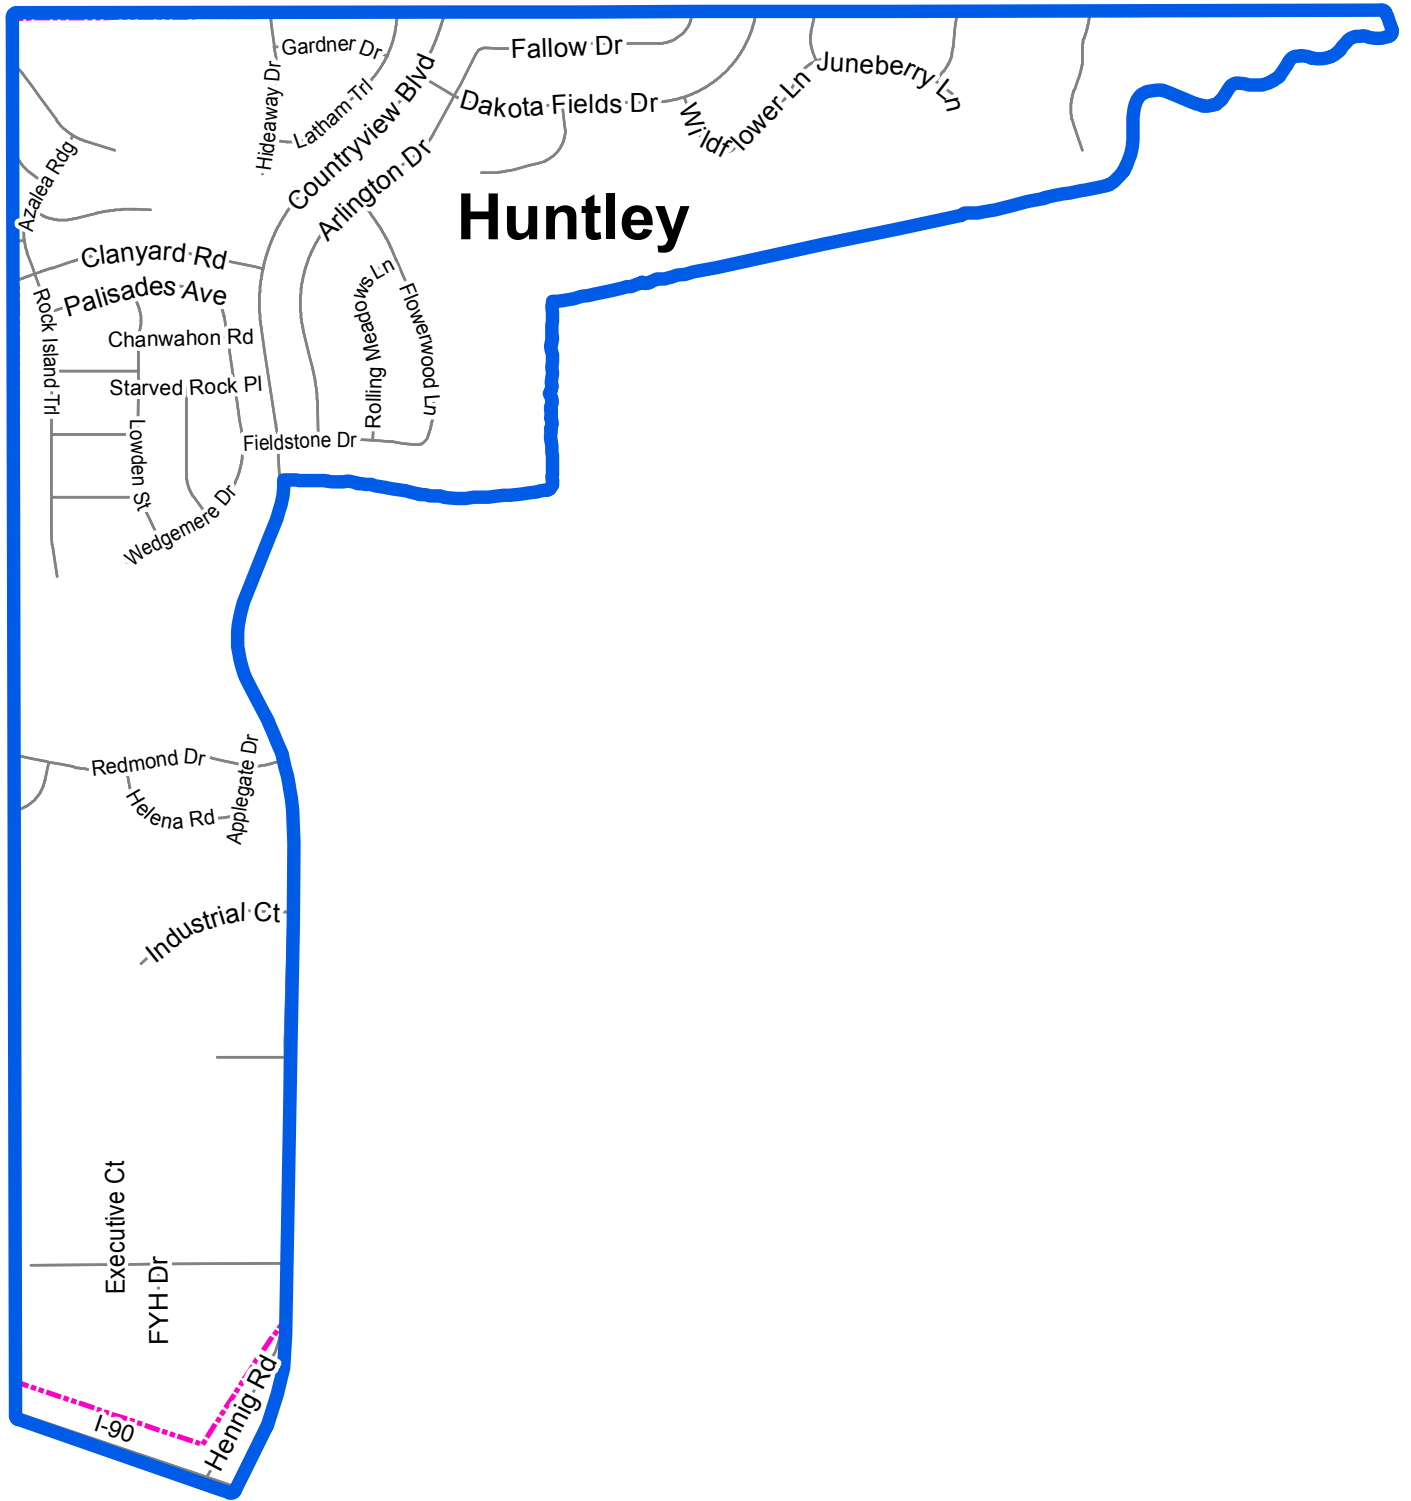 Gardner Dr
Fallow Dr
Juneberry Ln
Hideaway Dr
Latham Trl
Countryview Blvd
Dakota Fields Dr
Wildflower Ln
Azalea Rdg
Arlington Dr
Huntley
Clanyard Rd
Palisades Ave
Rock Island Trl
Chanwahon Rd
Rolling Meadows Ln
Flowerwood Ln
Starved Rock Pl
Lowden St
Fieldstone Dr
Wedgemere Dr
Redmond Dr
Applegate Dr
Helena Rd
Industrial Ct
Executive Ct
FYH Dr
Hennig Rd
I-90